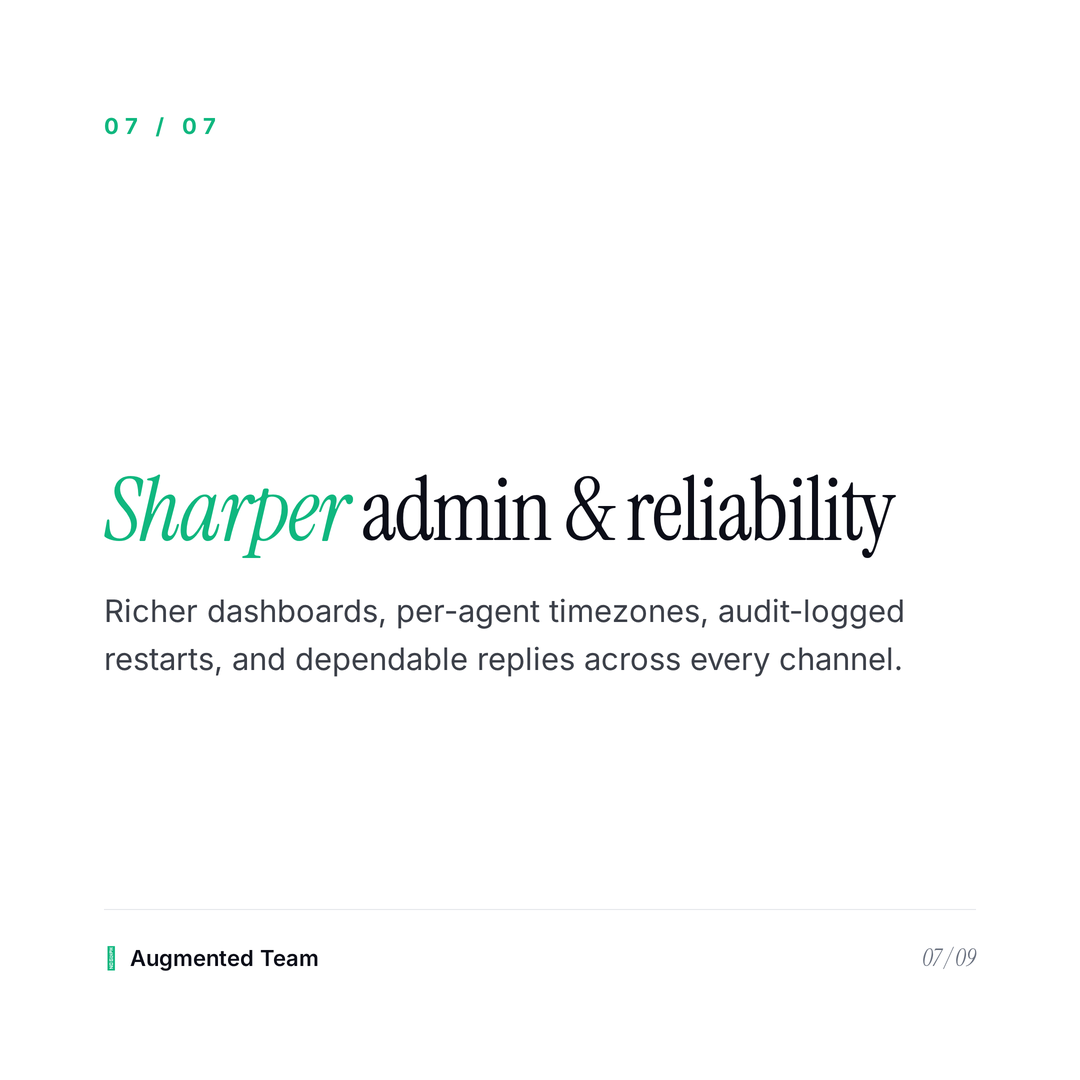 07 / 07
Sharper admin & reliability
Richer dashboards, per-agent timezones, audit-logged
restarts, and dependable replies across every channel.
Augmented Team
07/09